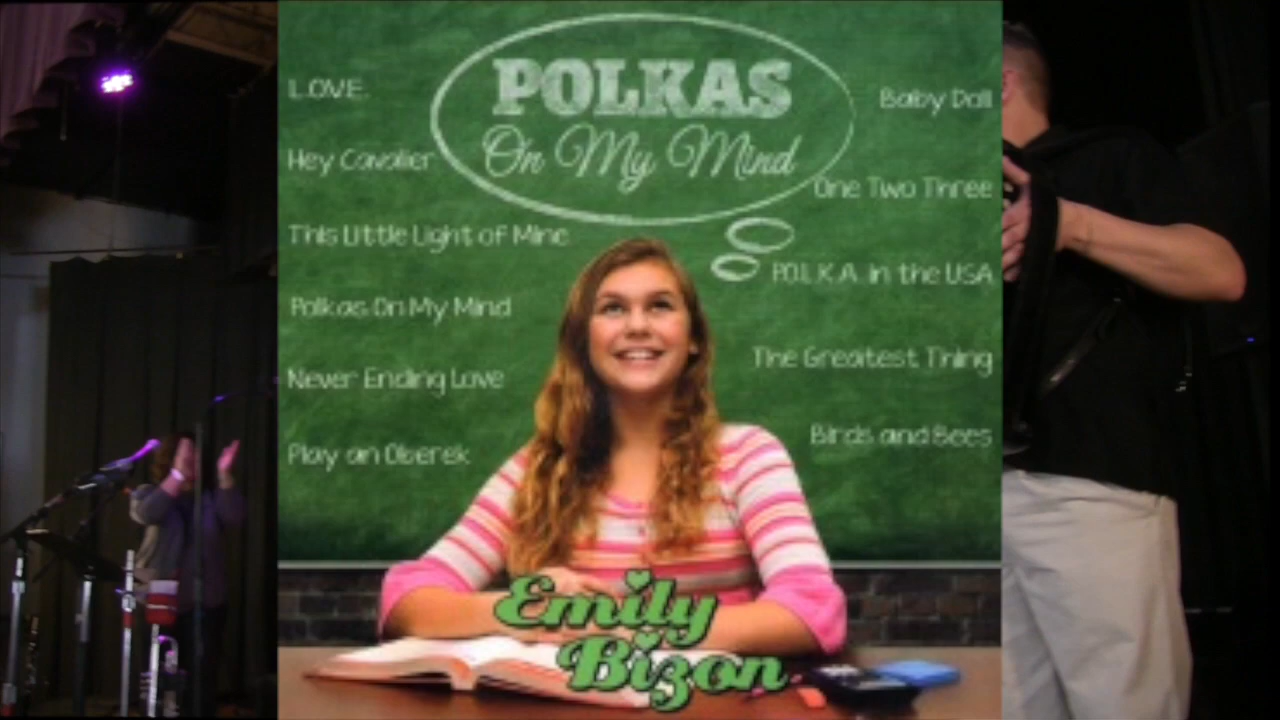 POLKAS
On My Mind
L.O.V.E.
Hey Cavalier
This Little Light of Mine
Polkas On My Mind
Never Ending Love
Play an Oberek
Baby Doll
One Two Three
P.O.L.K.A. in the USA
The Greatest Thing
Birds and Bees
Emily
Bizon